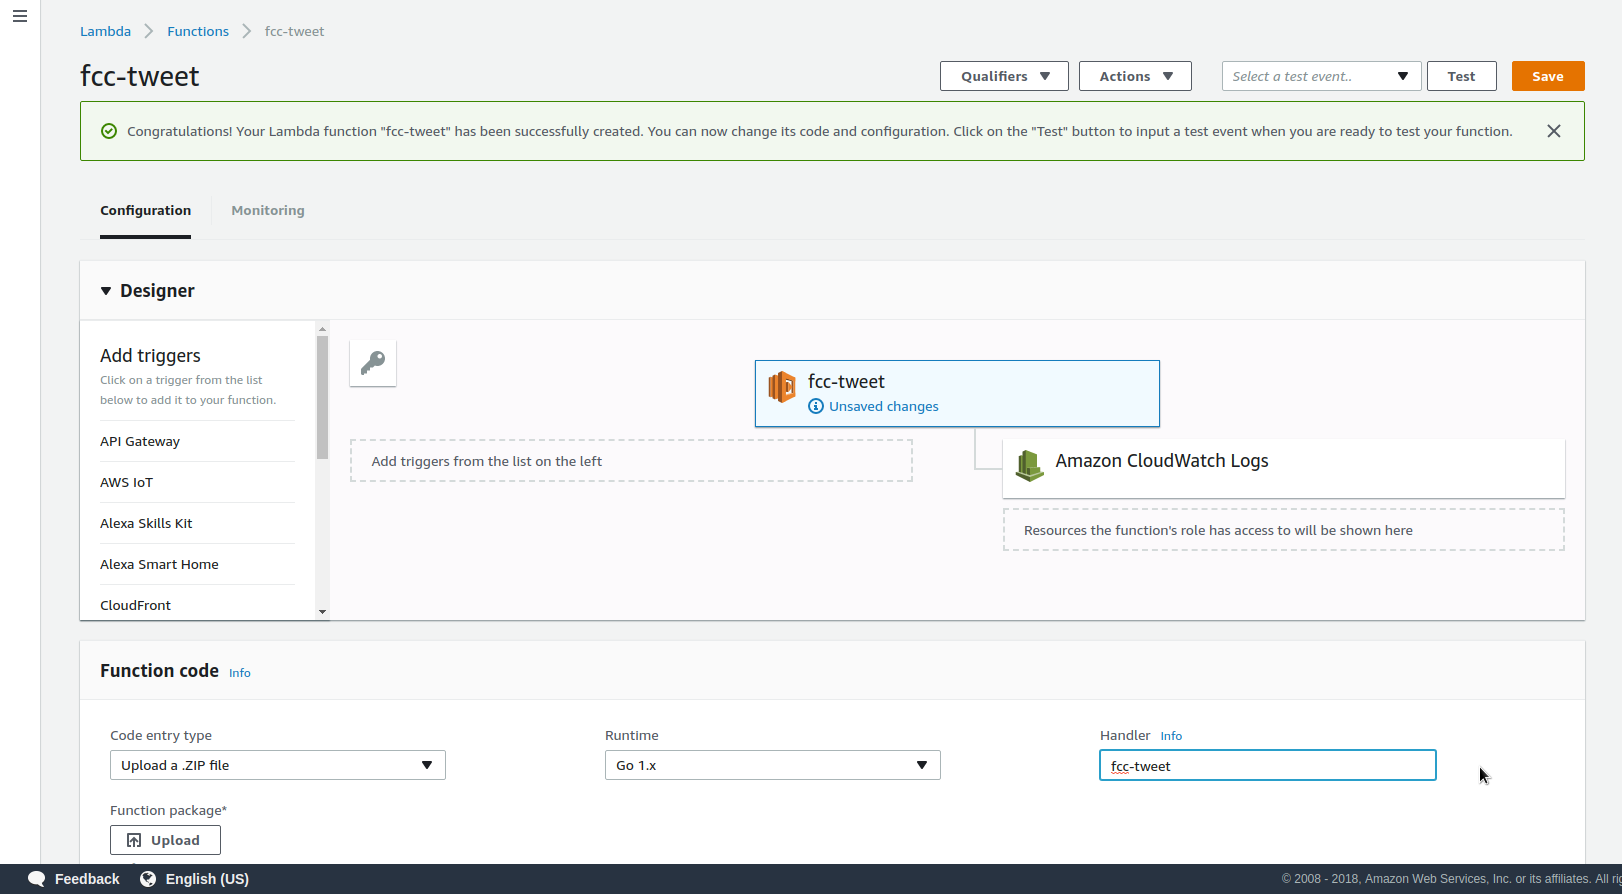 Lambda Functions fcc-tweet
fcc-tweet
Qualifiers Actions Select a test event.. Test Save
Congratulations! Your Lambda function "fcc-tweet" has been successfully created. You can now change its code and configuration. Click on the "Test" button to input a test event when you are ready to test your function.
Configuration Monitoring
Designer
Add triggers
Click on a trigger from the list
below to add it to your function.
API Gateway
AWS IoT
Alexa Skills Kit
Alexa Smart Home
CloudFront
fcc-tweet
Unsaved changes
Add triggers from the list on the left
Amazon CloudWatch Logs
Resources the function's role has access to will be shown here
Function code Info
Code entry type
Upload a .ZIP file
Runtime
Go 1.x
Handler Info
fcc-tweet
Function package*
Upload
Feedback English (US)
© 2008 - 2018, Amazon Web Services, Inc. or its affiliates. All